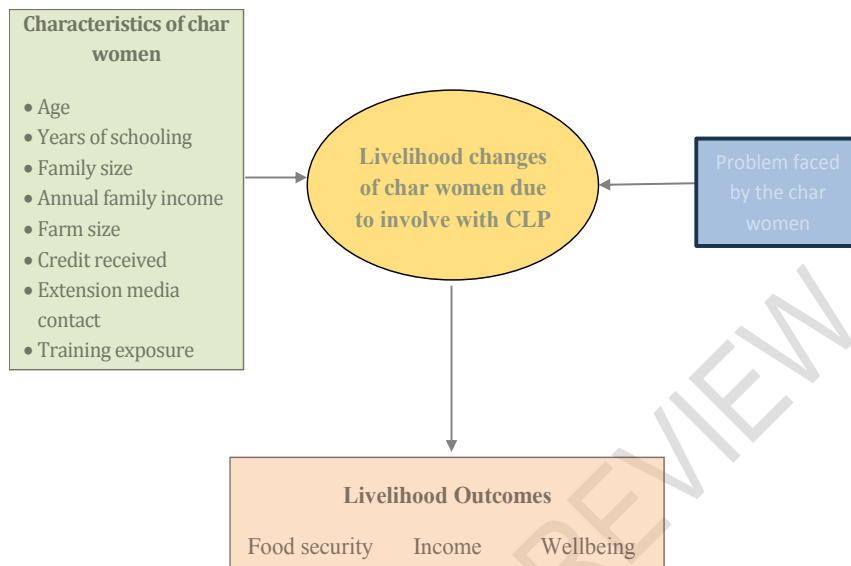 Characteristics of char
women
• Age
• Years of schooling
• Family size
• Annual family income
• Farm size
• Credit received
• Extension media
contact
• Training exposure
Livelihood changes
of char women due
to involve with CLP
Problem faced
by the char
women
Livelihood Outcomes
Food security Income Wellbeing
REVIEW